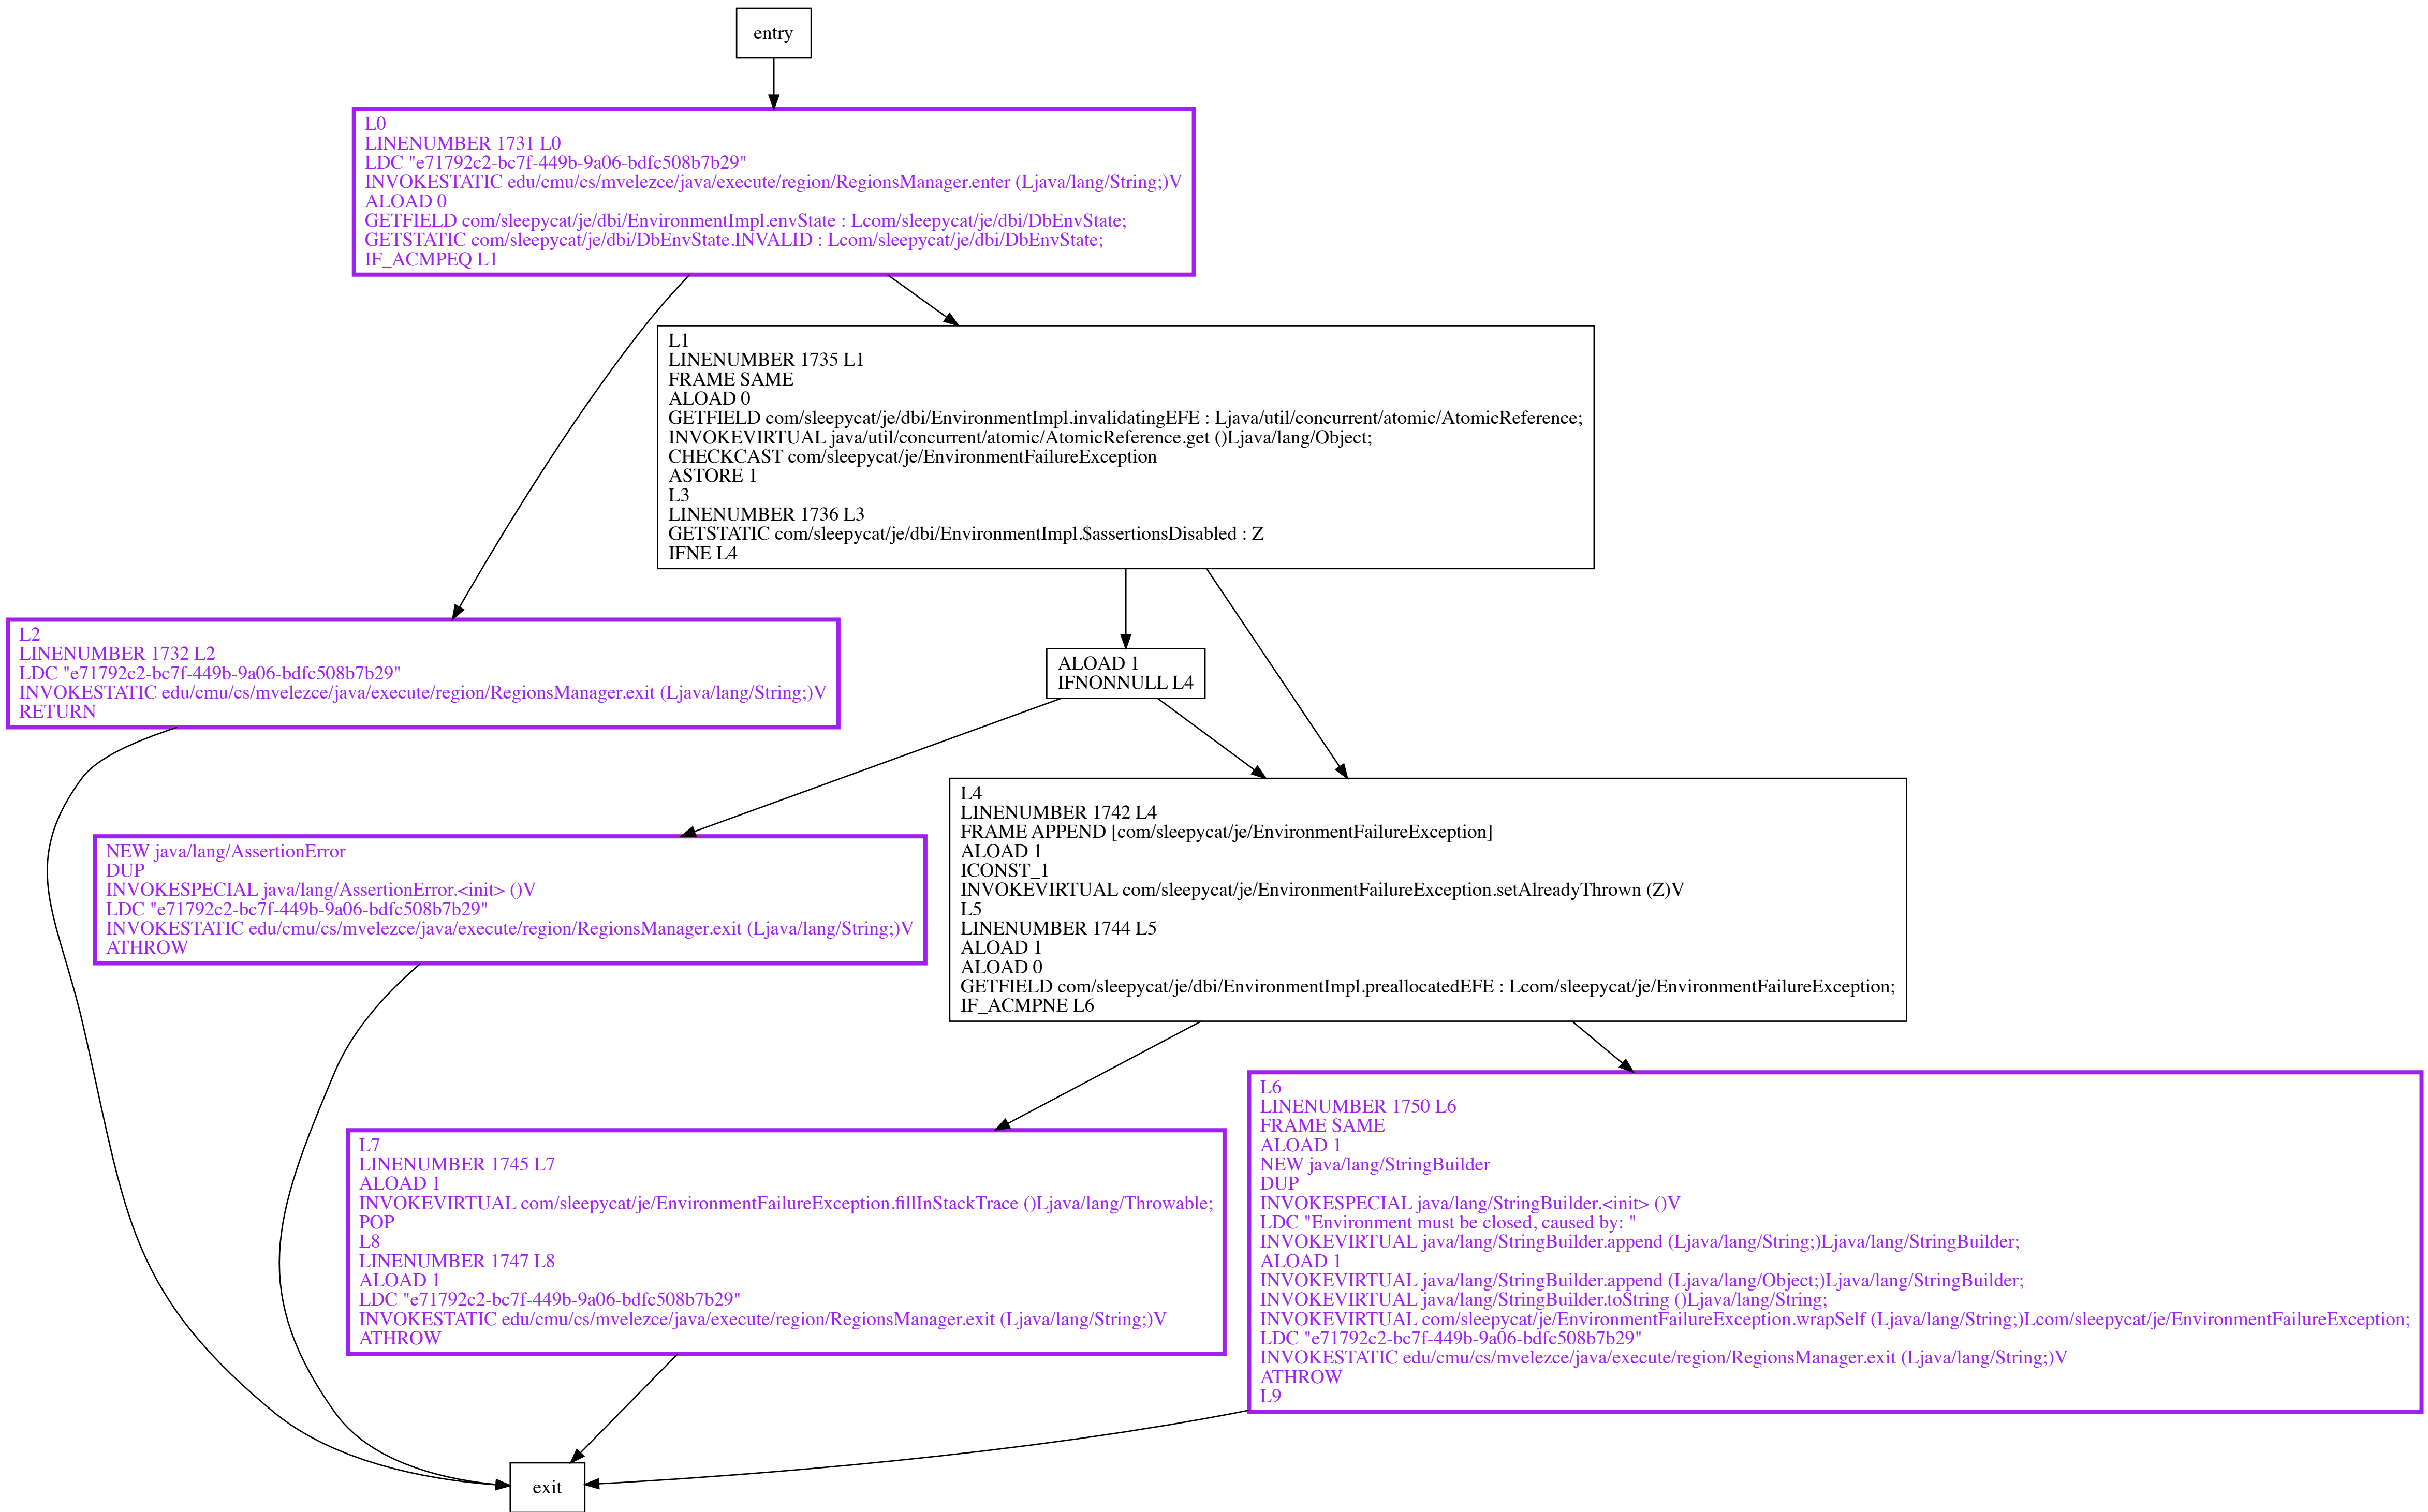 entry
L0
LINENUMBER 1731 L0
LDC "e71792c2-bc7f-449b-9a06-bdfc508b7b29"
INVOKESTATIC edu/cmu/cs/mvelezce/java/execute/region/RegionsManager.enter (Ljava/lang/String;)V
ALOAD 0
GETFIELD com/sleepycat/je/dbi/EnvironmentImpl.envState : Lcom/sleepycat/je/dbi/DbEnvState;
GETSTATIC com/sleepycat/je/dbi/DbEnvState.INVALID : Lcom/sleepycat/je/dbi/DbEnvState;
IF_ACMPEQ L1
L1
LINENUMBER 1735 L1
FRAME SAME
ALOAD 0
GETFIELD com/sleepycat/je/dbi/EnvironmentImpl.invalidatingEFE : Ljava/util/concurrent/atomic/AtomicReference;
INVOKEVIRTUAL java/util/concurrent/atomic/AtomicReference.get ()Ljava/lang/Object;
CHECKCAST com/sleepycat/je/EnvironmentFailureException
ASTORE 1
L3
LINENUMBER 1736 L3
GETSTATIC com/sleepycat/je/dbi/EnvironmentImpl.$assertionsDisabled : Z
IFNE L4
L2
LINENUMBER 1732 L2
LDC "e71792c2-bc7f-449b-9a06-bdfc508b7b29"
INVOKESTATIC edu/cmu/cs/mvelezce/java/execute/region/RegionsManager.exit (Ljava/lang/String;)V
RETURN
ALOAD 1
IFNONNULL L4
L4
LINENUMBER 1742 L4
FRAME APPEND [com/sleepycat/je/EnvironmentFailureException]
ALOAD 1
ICONST_1
INVOKEVIRTUAL com/sleepycat/je/EnvironmentFailureException.setAlreadyThrown (Z)V
L5
LINENUMBER 1744 L5
ALOAD 1
ALOAD 0
GETFIELD com/sleepycat/je/dbi/EnvironmentImpl.preallocatedEFE : Lcom/sleepycat/je/EnvironmentFailureException;
IF_ACMPNE L6
NEW java/lang/AssertionError
DUP
INVOKESPECIAL java/lang/AssertionError.<init> ()V
LDC "e71792c2-bc7f-449b-9a06-bdfc508b7b29"
INVOKESTATIC edu/cmu/cs/mvelezce/java/execute/region/RegionsManager.exit (Ljava/lang/String;)V
ATHROW
L6
LINENUMBER 1750 L6
FRAME SAME
ALOAD 1
NEW java/lang/StringBuilder
DUP
INVOKESPECIAL java/lang/StringBuilder.<init> ()V
LDC "Environment must be closed, caused by: "
INVOKEVIRTUAL java/lang/StringBuilder.append (Ljava/lang/String;)Ljava/lang/StringBuilder;
ALOAD 1
INVOKEVIRTUAL java/lang/StringBuilder.append (Ljava/lang/Object;)Ljava/lang/StringBuilder;
INVOKEVIRTUAL java/lang/StringBuilder.toString ()Ljava/lang/String;
INVOKEVIRTUAL com/sleepycat/je/EnvironmentFailureException.wrapSelf (Ljava/lang/String;)Lcom/sleepycat/je/EnvironmentFailureException;
LDC "e71792c2-bc7f-449b-9a06-bdfc508b7b29"
INVOKESTATIC edu/cmu/cs/mvelezce/java/execute/region/RegionsManager.exit (Ljava/lang/String;)V
ATHROW
L9
L7
LINENUMBER 1745 L7
ALOAD 1
INVOKEVIRTUAL com/sleepycat/je/EnvironmentFailureException.fillInStackTrace ()Ljava/lang/Throwable;
POP
L8
LINENUMBER 1747 L8
ALOAD 1
LDC "e71792c2-bc7f-449b-9a06-bdfc508b7b29"
INVOKESTATIC edu/cmu/cs/mvelezce/java/execute/region/RegionsManager.exit (Ljava/lang/String;)V
ATHROW
exit